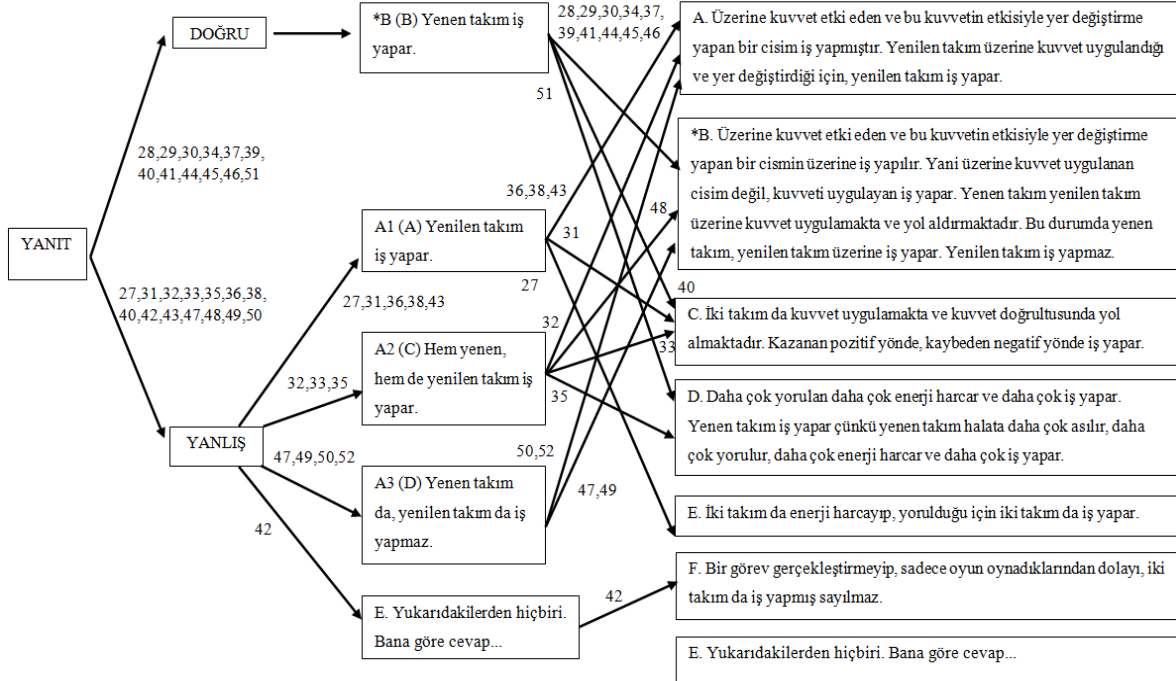 YANIT
DOĞRU
28,29,30,34,37,39,
40,41,44,45,46,51
27,31,32,33,35,36,38,
40,42,43,47,48,49,50
YANLIŞ
*B (B) Yenen takım iş
yapar.
27,31,36,38,43
A1 (A) Yenilen takım
iş yapar.
32,33,35
A2 (C) Hem yenen,
hem de yenilen takım iş
yapar.
47,49,50,52
A3 (D) Yenen takım
da, yenilen takım da iş
yapmaz.
42
E. Yukarıdakilerden hiçbiri.
Bana göre cevap...
28,29,30,34,37,
39,41,44,45,46
51
36,38,43
31
27
48
40
32
33
35
50,52
47,49
42
A. Üzerine kuvvet etki eden ve bu kuvvetin etkisiyle yer değiştirme
yapan bir cisim iş yapmıştır. Yenilen takım üzerine kuvvet uygulandığı
ve yer değiştirdiği için, yenilen takım iş yapar.
*B. Üzerine kuvvet etki eden ve bu kuvvetin etkisiyle yer değiştirme
yapan bir cismin üzerine iş yapılır. Yani üzerine kuvvet uygulanan
cisim değil, kuvveti uygulayan iş yapar. Yenen takım yenilen takım
üzerine kuvvet uygulamakta ve yol aldırmaktadır. Bu durumda yenen
takım, yenilen takım üzerine iş yapar. Yenilen takım iş yapmaz.
C. İki takım da kuvvet uygulamakta ve kuvvet doğrultusunda yol
almaktadır. Kazanan pozitif yönde, kaybeden negatif yönde iş yapar.
D. Daha çok yorulan daha çok enerji harcar ve daha çok iş yapar.
Yenen takım iş yapar çünkü yenen takım halata daha çok asılır, daha
çok yorulur, daha çok enerji harcar ve daha çok iş yapar.
E. İki takım da enerji harcayıp, yorulduğu için iki takım da iş yapar.
F. Bir görev gerçekleştirmeyip, sadece oyun oynadıklarından dolayı, iki
takım da iş yapmış sayılmaz.
E. Yukarıdakilerden hiçbiri. Bana göre cevap...